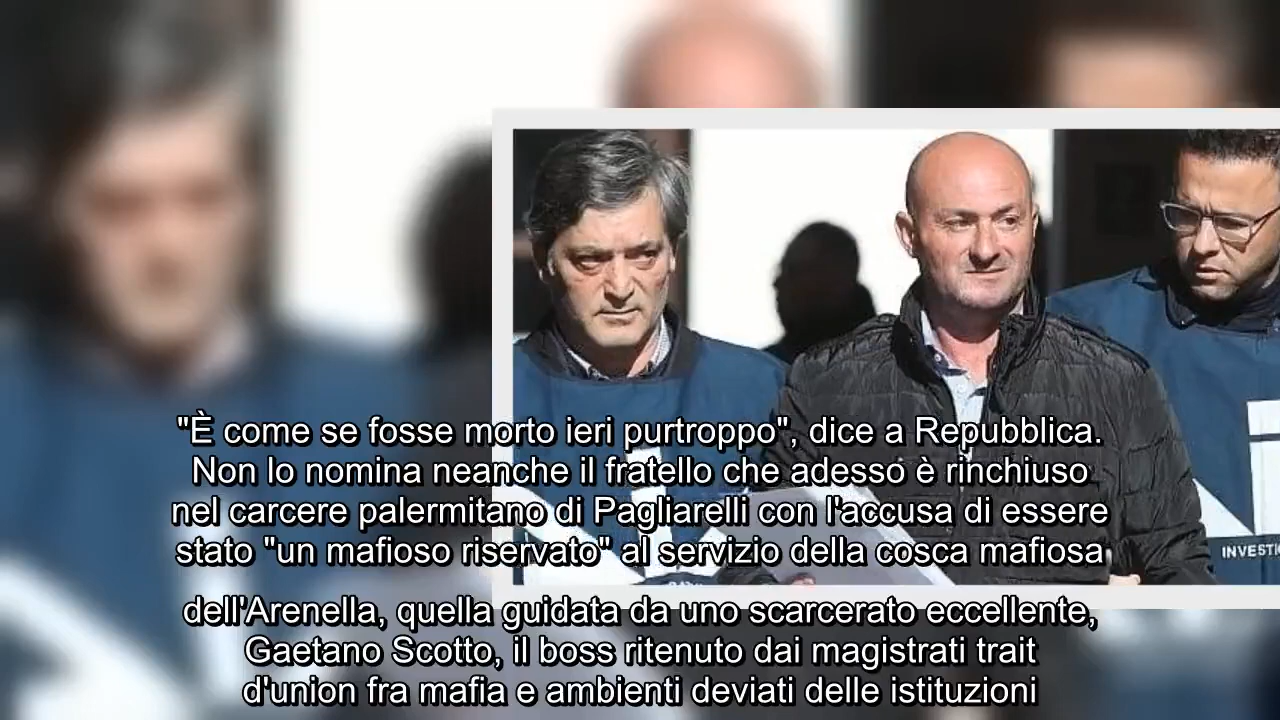 "È come se fosse morto ieri purtroppo", dice a Repubblica.
Non lo nomina neanche il fratello che adesso è rinchiuso
nel carcere palermitano di Pagliarelli con l'accusa di essere
stato "un mafioso riservato" al servizio della cosca mafiosa
INVESTI
dell'Arenella, quella guidata da uno scarcerato eccellente,
Gaetano Scotto, il boss ritenuto dai magistrati trait
d'union fra mafia e ambienti deviati delle istituzioni